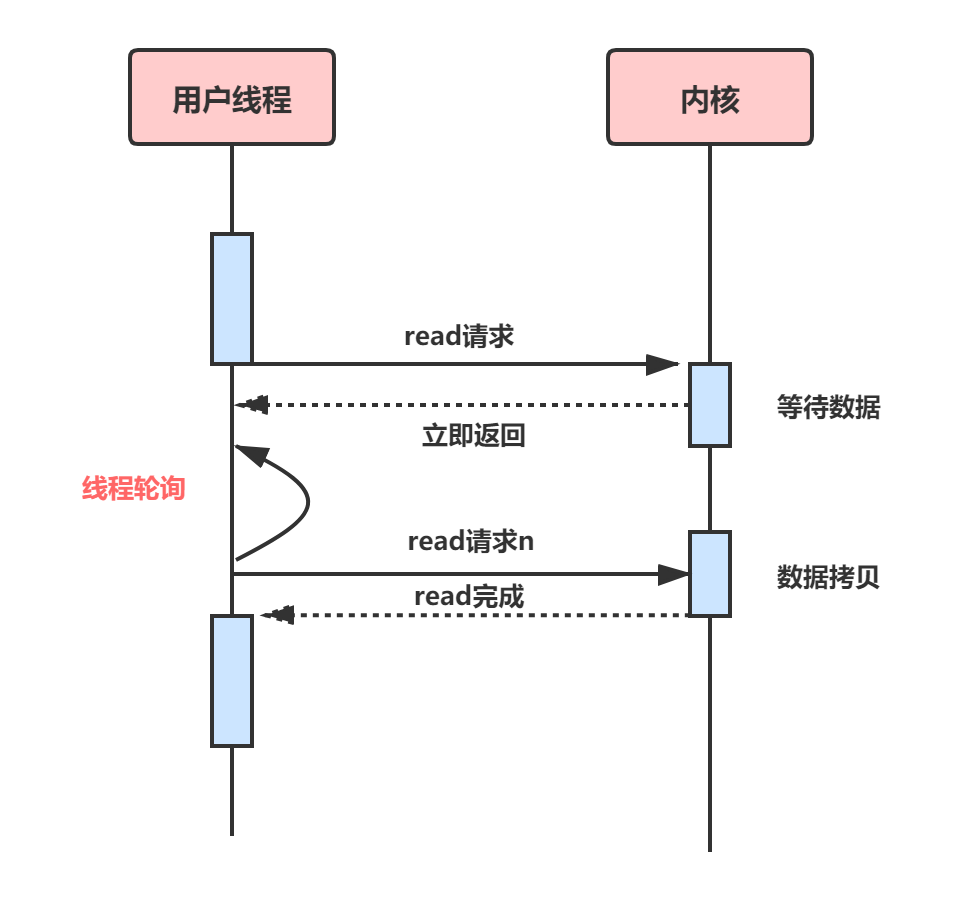 用户线程
内核
read请求
等待数据
立即返回
线程轮询
read请求n
数据拷贝
read完成